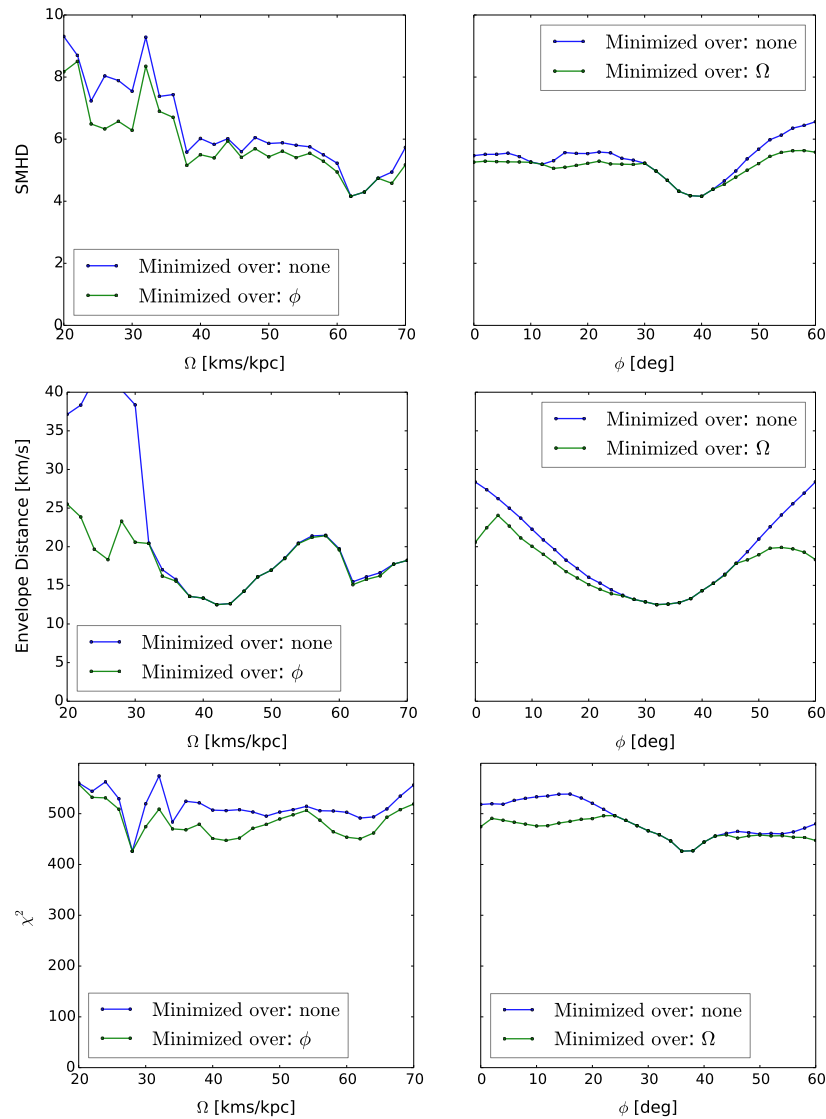 10
8
6
4
2
0
SMHD
Minimized over: none
Minimized over: ϕ
20 30 40 50 60 70
Ω [kms/kpc]
Minimized over: none
Minimized over: Ω
0 10 20 30 40 50 60
ϕ [deg]
40
35
30
25
20
15
10
5
0
Envelope Distance [km/s]
Minimized over: none
Minimized over: ϕ
20 30 40 50 60 70
Ω [kms/kpc]
Minimized over: none
Minimized over: Ω
0 10 20 30 40 50 60
ϕ [deg]
500
400
300
200
100
0
χ²
Minimized over: none
Minimized over: ϕ
20 30 40 50 60 70
Ω [kms/kpc]
Minimized over: none
Minimized over: Ω
0 10 20 30 40 50 60
ϕ [deg]